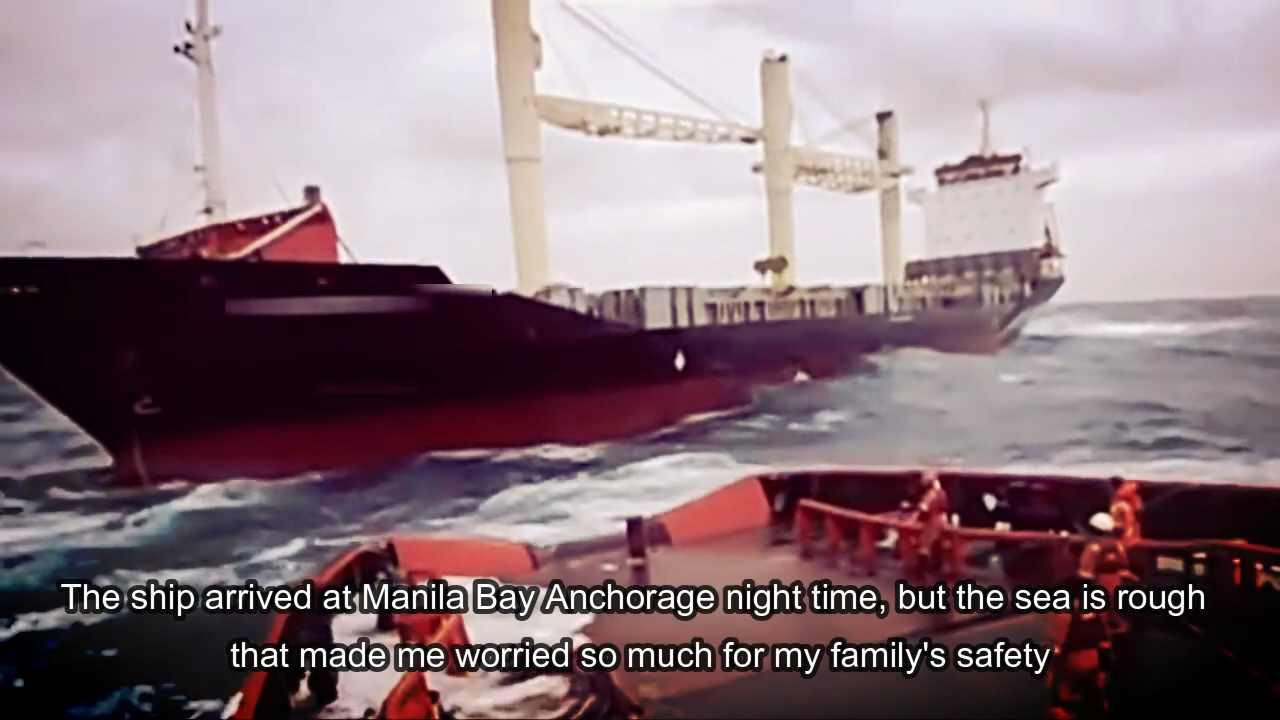 The ship arrived at Manila Bay Anchorage night time, but the sea is rough
that made me worried so much for my family's safety